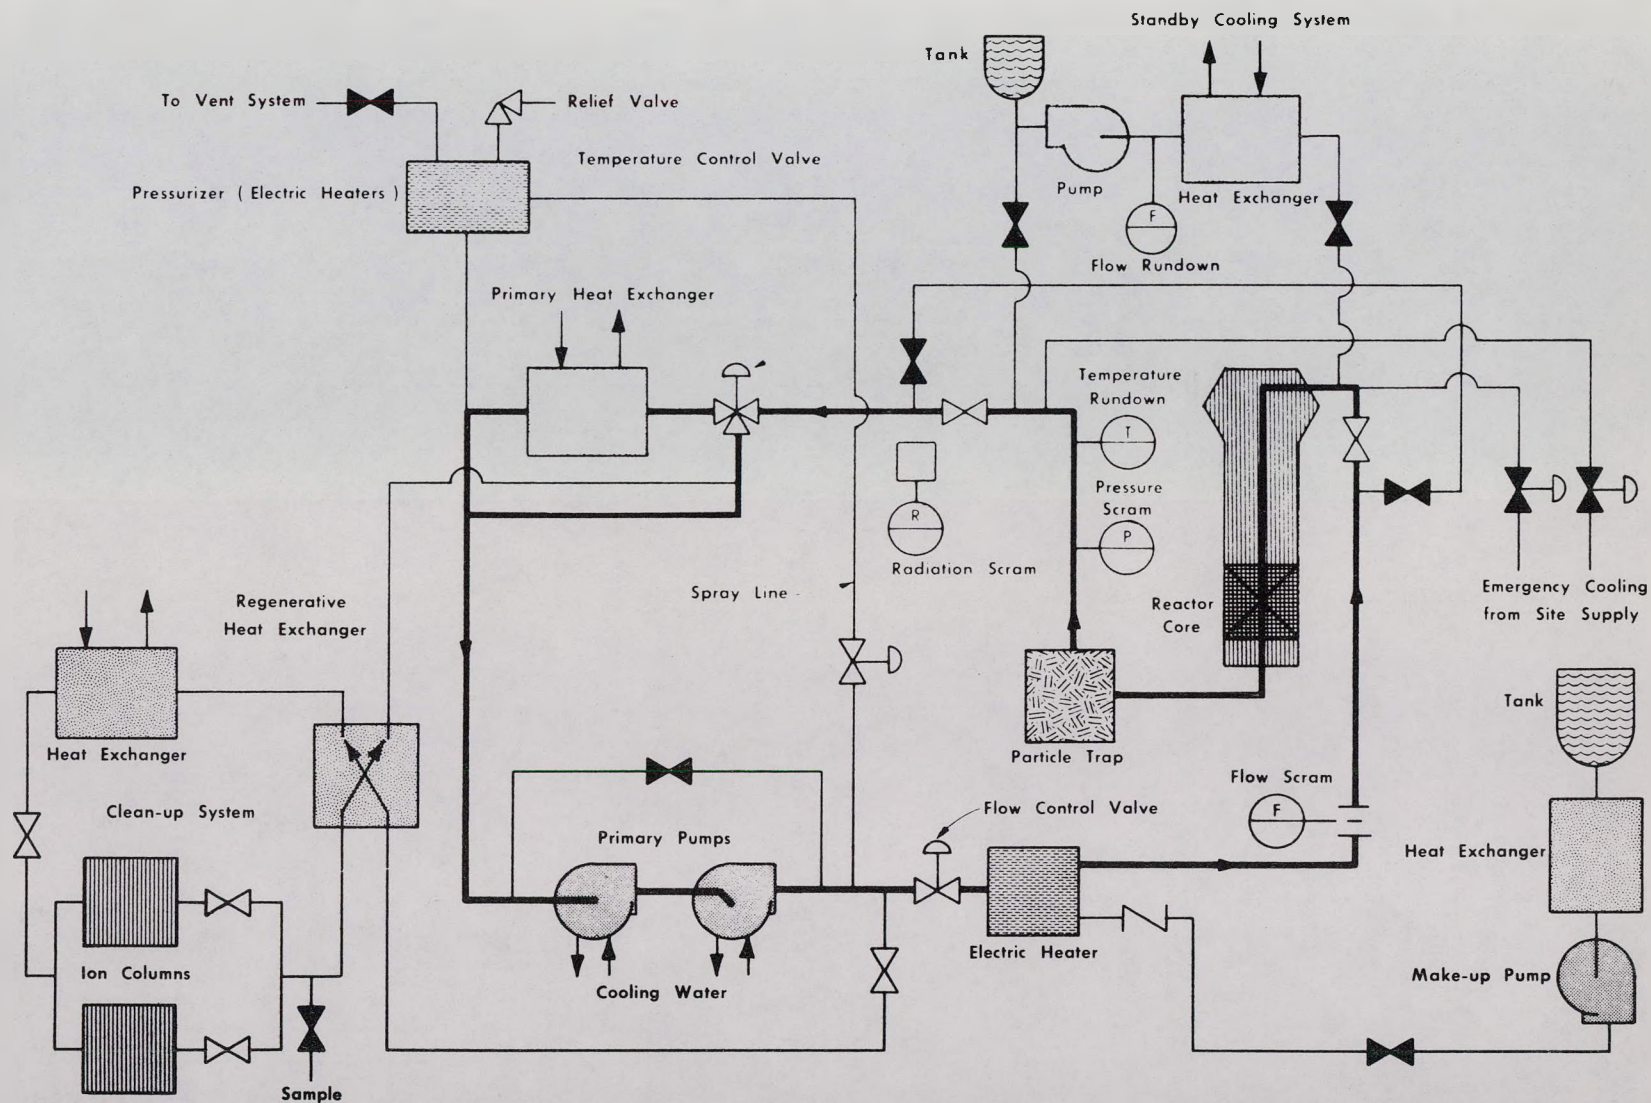 Standby Cooling System
Tank
To Vent System
Relief Valve
Temperature Control Valve
Pressurizer ( Electric Heaters )
Pump
Heat Exchanger
F
Flow Rundown
Primary Heat Exchanger
Temperature
Rundown
T
Pressure
Scram
P
R
Radiation Scram
Spray Line -
Reactor
Core
Emergency Cooling
from Site Supply
Regenerative
Heat Exchanger
Heat Exchanger
Clean-up System
Particle Trap
Tank
Flow Scram
F
Flow Control Valve
Primary Pumps
Heat Exchanger
Electric Heater
Ion Columns
Cooling Water
Make-up Pump
Sample